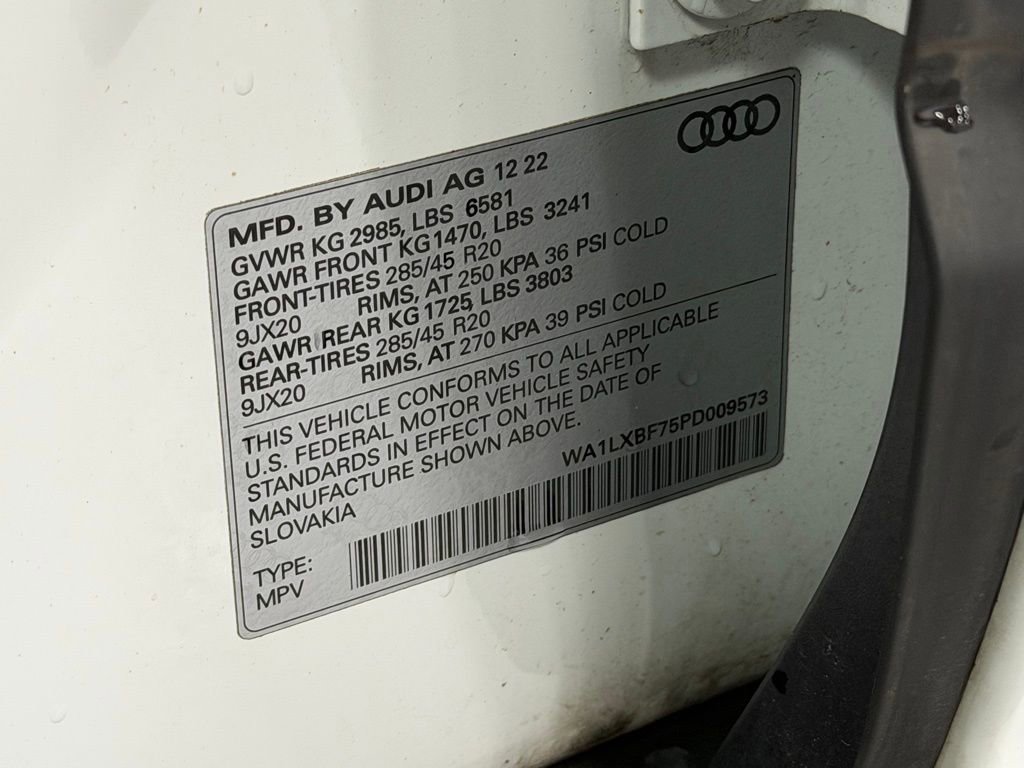 MFD. BY AUDI AG 12 22
GVWR KG 2985, LBS 6581
GAWR FRONT KG 1470, LBS 3241
FRONT-TIRES 285/45 R20
9JX20 RIMS, AT 250 KPA 36 PSI COLD
GAWR REAR KG 1725, LBS 3803
REAR-TIRES 285/45 R20
9JX20 RIMS, AT 270 KPA 39 PSI COLD
THIS VEHICLE CONFORMS TO ALL APPLICABLE
U.S. FEDERAL MOTOR VEHICLE SAFETY
STANDARDS IN EFFECT ON THE DATE OF
MANUFACTURE SHOWN ABOVE.
SLOVAKIA
WA1LXBF75PD009573
TYPE:
MPV